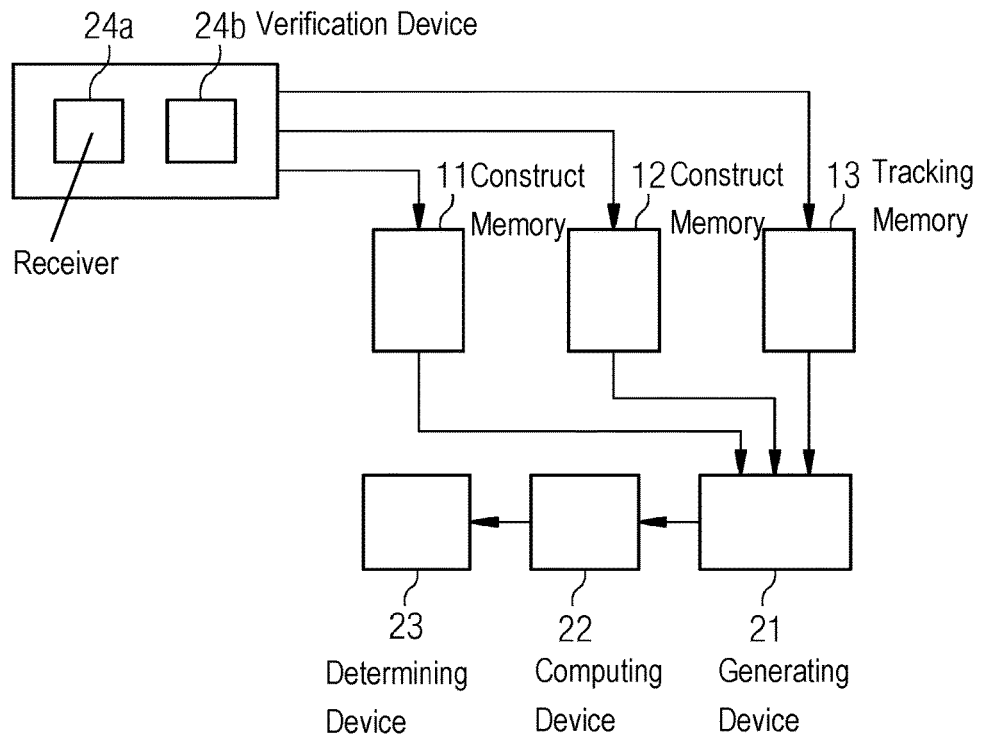 24a
24b Verification Device
Receiver
11 Construct
Memory
12 Construct
Memory
13 Tracking
Memory
23
Determining
Device
22
Computing
Device
21
Generating
Device